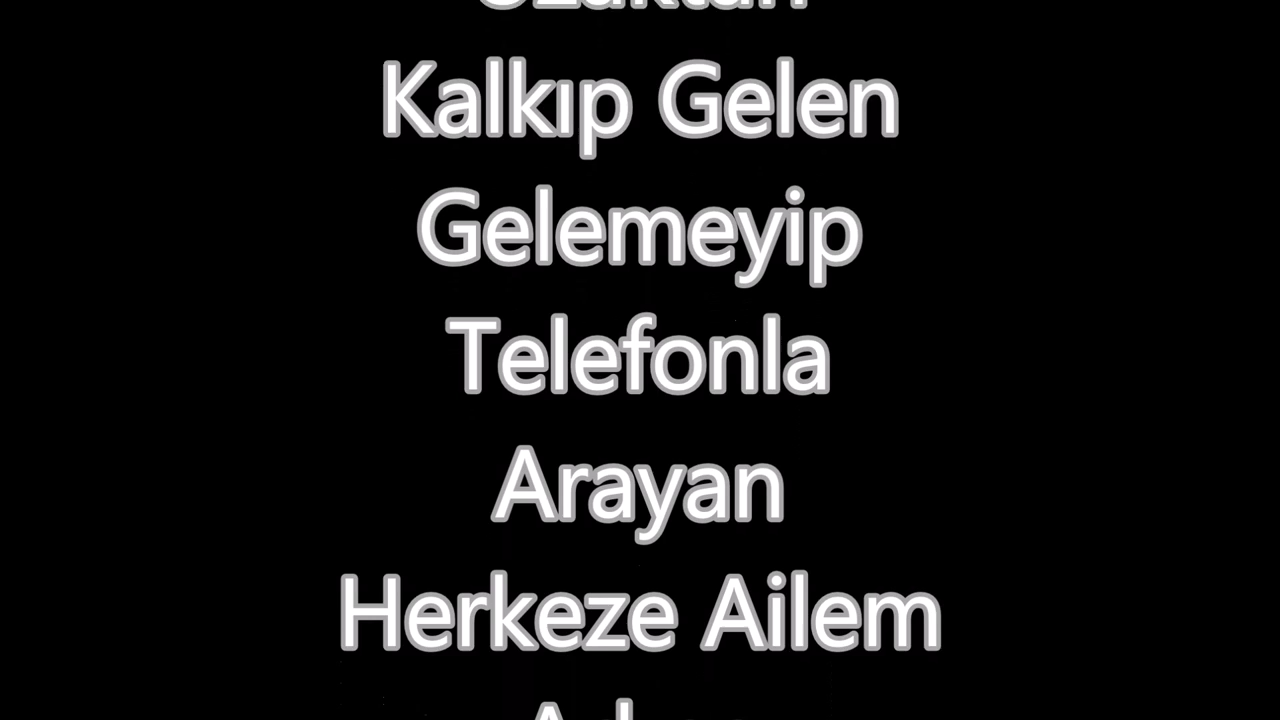 Kalkıp Gelen
Gelemeyip
Telefonla
Arayan
Herkeze Ailem